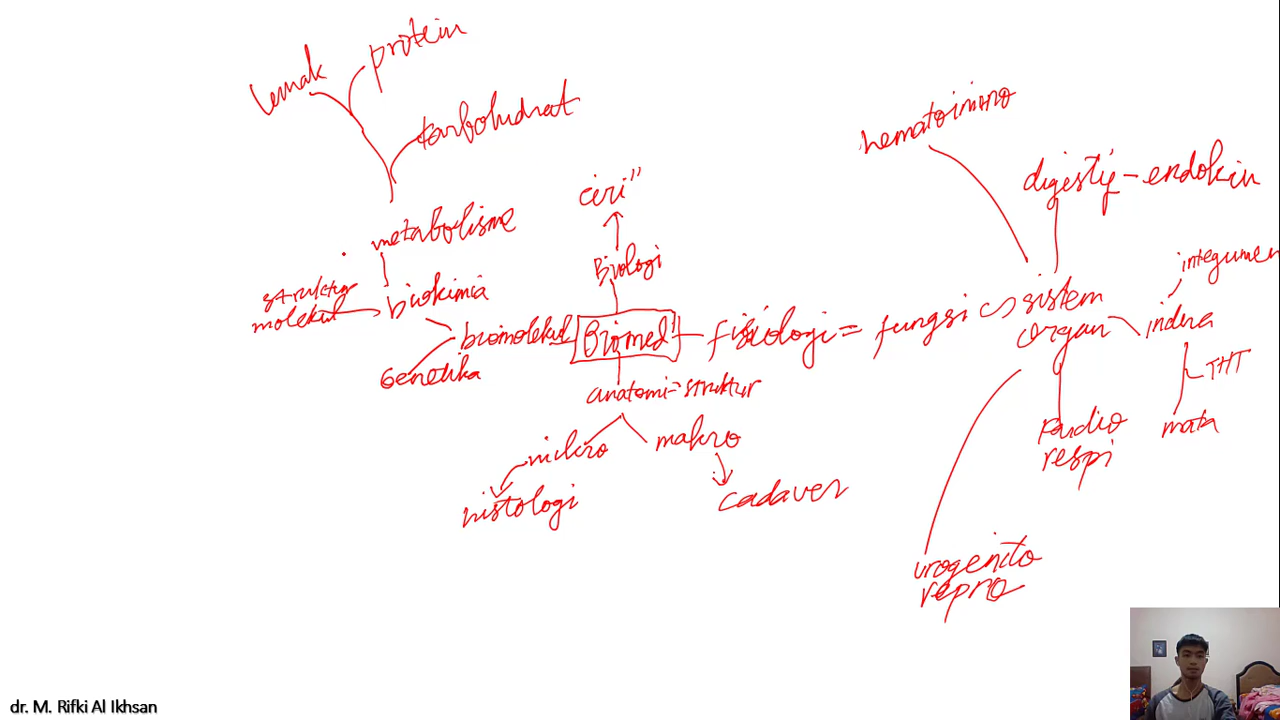 protein
lemak
karbohidrat
hematoimuno
ciri"
digestif - endokin
metabolisme
Biologi
integumen
struktur
molekul
biokimia
sistem
organ
indera
biomolekul
Biomed
fisiologi = fungsi
THT
Genetika
anatomi = struktur
mikro
makro
kardio
respi
mata
histologi
cadaver
urogenito
repro
dr. M. Rifki Al Ikhsan